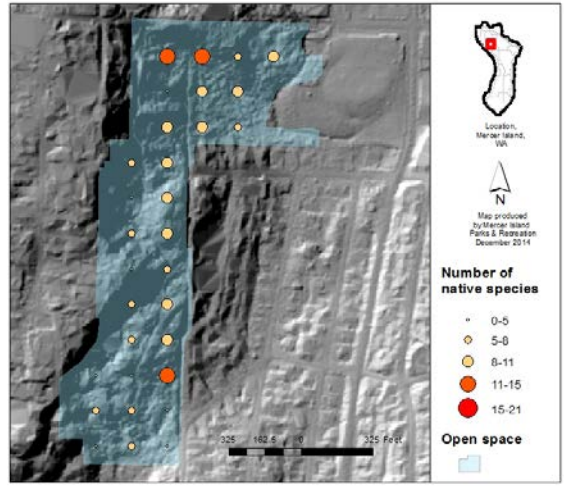 Location,
Mercer Island,
WA
N
Map produced
by Mercer Island
Parks & Recreation
December 2014
Number of
native species
0-5
5-8
8-11
11-15
15-21
Open space
325 162.5 0 325 Feet